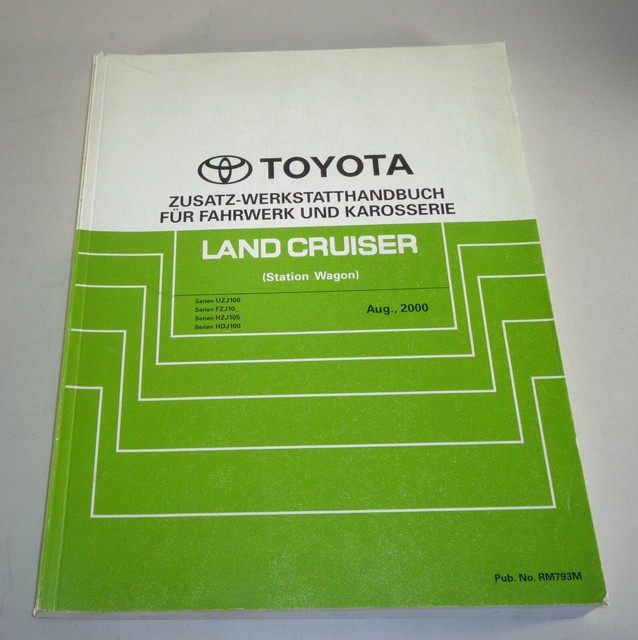 TOYOTA
ZUSATZ-WERKSTATTHANDBUCH
FÜR FAHRWERK UND KAROSSERIE
LAND CRUISER
(Station Wagon)
Serien UZJ100
Serien FZJ10_
Serien HZJ105
Serien HDJ100
Aug., 2000
Pub. No. RM793M